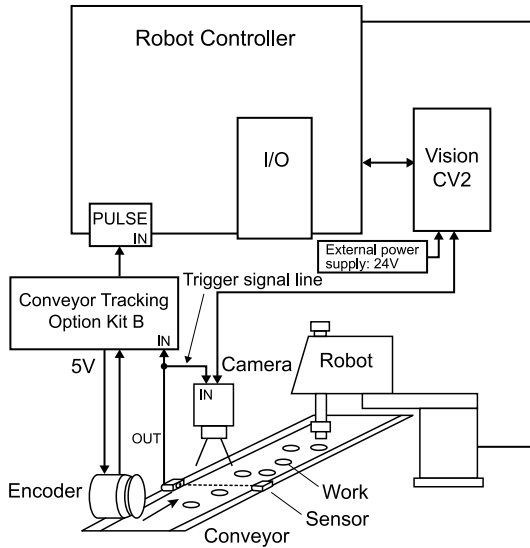 Robot Controller
I/O
Vision
CV2
PULSE
IN
External power
supply: 24V
Trigger signal line
Conveyor Tracking
Option Kit B
IN
5V
Camera
Robot
IN
OUT
Encoder
Work
Sensor
Conveyor